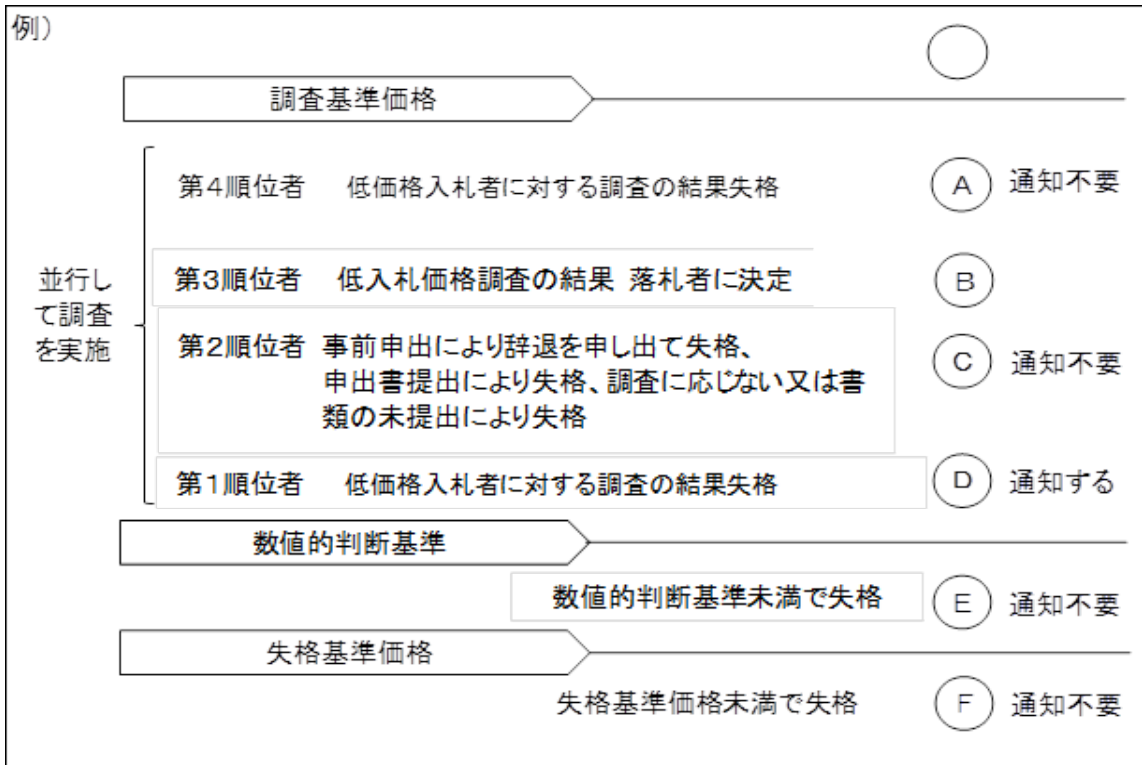 例）
調査基準価格
第４順位者　低価格入札者に対する調査の結果失格
A　通知不要
並行し
て調査
を実施
第３順位者　低入札価格調査の結果 落札者に決定
B
第２順位者　事前申出により辞退を申し出て失格、
申出書提出により失格、調査に応じない又は書
類の未提出により失格
C　通知不要
第１順位者　低価格入札者に対する調査の結果失格
D　通知する
数値的判断基準
数値的判断基準未満で失格
E　通知不要
失格基準価格
失格基準価格未満で失格
F　通知不要